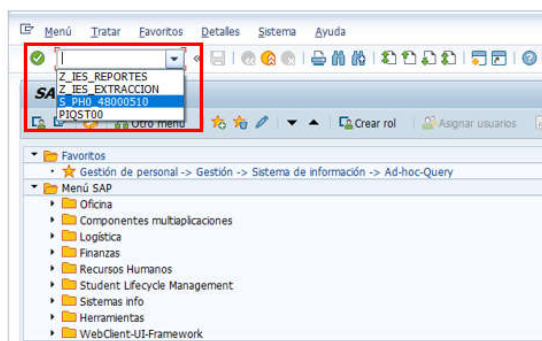 Menú Tratar Favoritos Detalles Sistema Ayuda
Z_IES_REPORTES
Z_IES_EXTRACCION
S_PH0_48000510
PIQST00
SA
Otro menú Crear rol Asignar usuarios
Favoritos
Gestión de personal -> Gestión -> Sistema de información -> Ad-hoc-Query
Menú SAP
Oficina
Componentes multiaplicaciones
Logística
Finanzas
Recursos Humanos
Student Lifecycle Management
Sistemas info
Herramientas
WebClient-UI-Framework